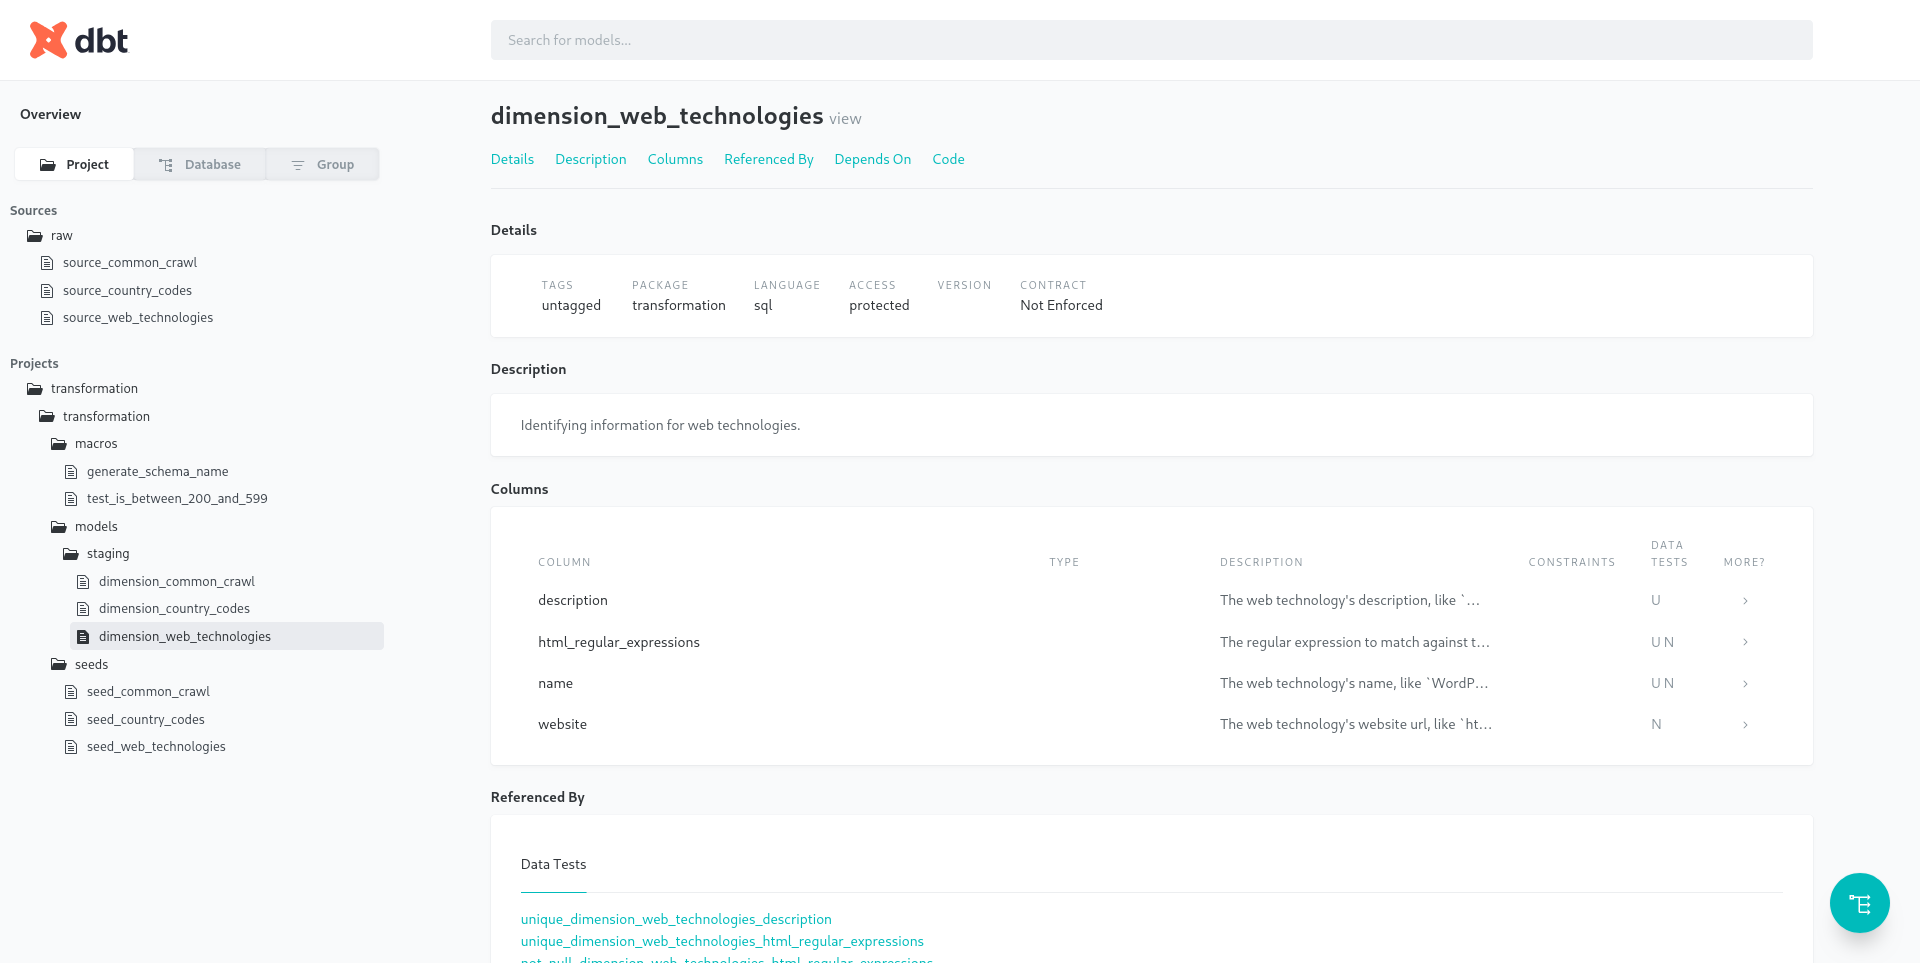 dbt
Search for models...
Overview
Project Database Group
Sources
raw
source_common_crawl
source_country_codes
source_web_technologies
Projects
transformation
transformation
macros
generate_schema_name
test_is_between_200_and_599
models
staging
dimension_common_crawl
dimension_country_codes
dimension_web_technologies
seeds
seed_common_crawl
seed_country_codes
seed_web_technologies
dimension_web_technologies view
Details Description Columns Referenced By Depends On Code
Details
TAGS PACKAGE LANGUAGE ACCESS VERSION CONTRACT
untagged transformation sql protected Not Enforced
Description
Identifying information for web technologies.
Columns
COLUMN TYPE DESCRIPTION CONSTRAINTS DATA TESTS MORE?
description The web technology's description, like `... U
html_regular_expressions The regular expression to match against t... U N
name The web technology's name, like `WordP... U N
website The web technology's website url, like `ht... N
Referenced By
Data Tests
unique_dimension_web_technologies_description
unique_dimension_web_technologies_html_regular_expressions
not_null_dimension_web_technologies_html_regular_expressions